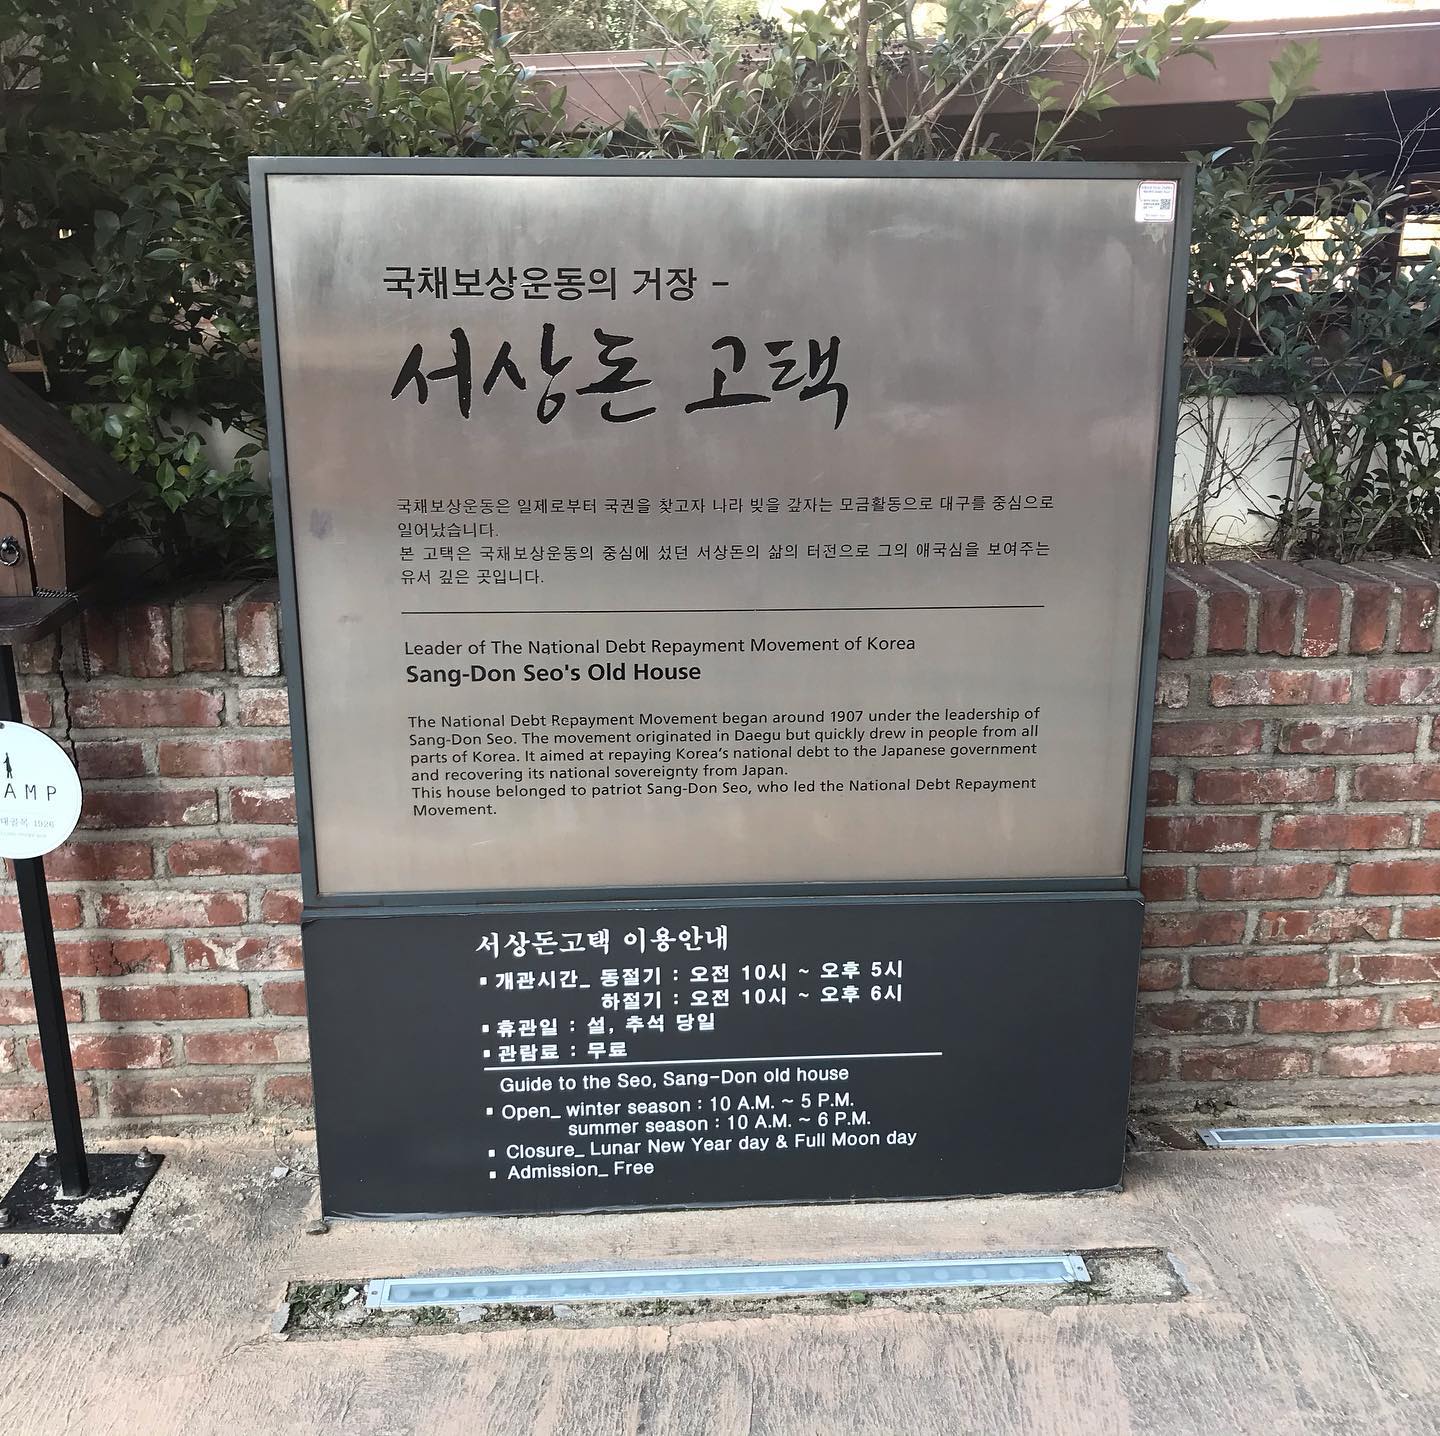 국채보상운동의 거장 –
서상돈 고택
국채보상운동은 일제로부터 국권을 찾고자 나라 빚을 갚자는 모금활동으로 대구를 중심으로
일어났습니다.
본 고택은 국채보상운동의 중심에 섰던 서상돈의 삶의 터전으로 그의 애국심을 보여주는
유서 깊은 곳입니다.
Leader of The National Debt Repayment Movement of Korea
Sang-Don Seo's Old House
The National Debt Repayment Movement began around 1907 under the leadership of
Sang-Don Seo. The movement originated in Daegu but quickly drew in people from all
parts of Korea. It aimed at repaying Korea's national debt to the Japanese government
and recovering its national sovereignty from Japan.
This house belonged to patriot Sang-Don Seo, who led the National Debt Repayment
Movement.
서상돈고택 이용안내
▪ 개관시간_ 동절기 : 오전 10시 ~ 오후 5시
하절기 : 오전 10시 ~ 오후 6시
▪ 휴관일 : 설, 추석 당일
▪ 관람료 : 무료
Guide to the Seo, Sang-Don old house
▪ Open_ winter season : 10 A.M. ~ 5 P.M.
summer season : 10 A.M. ~ 6 P.M.
▪ Closure_ Lunar New Year day & Full Moon day
▪ Admission_ Free
AMP
1926